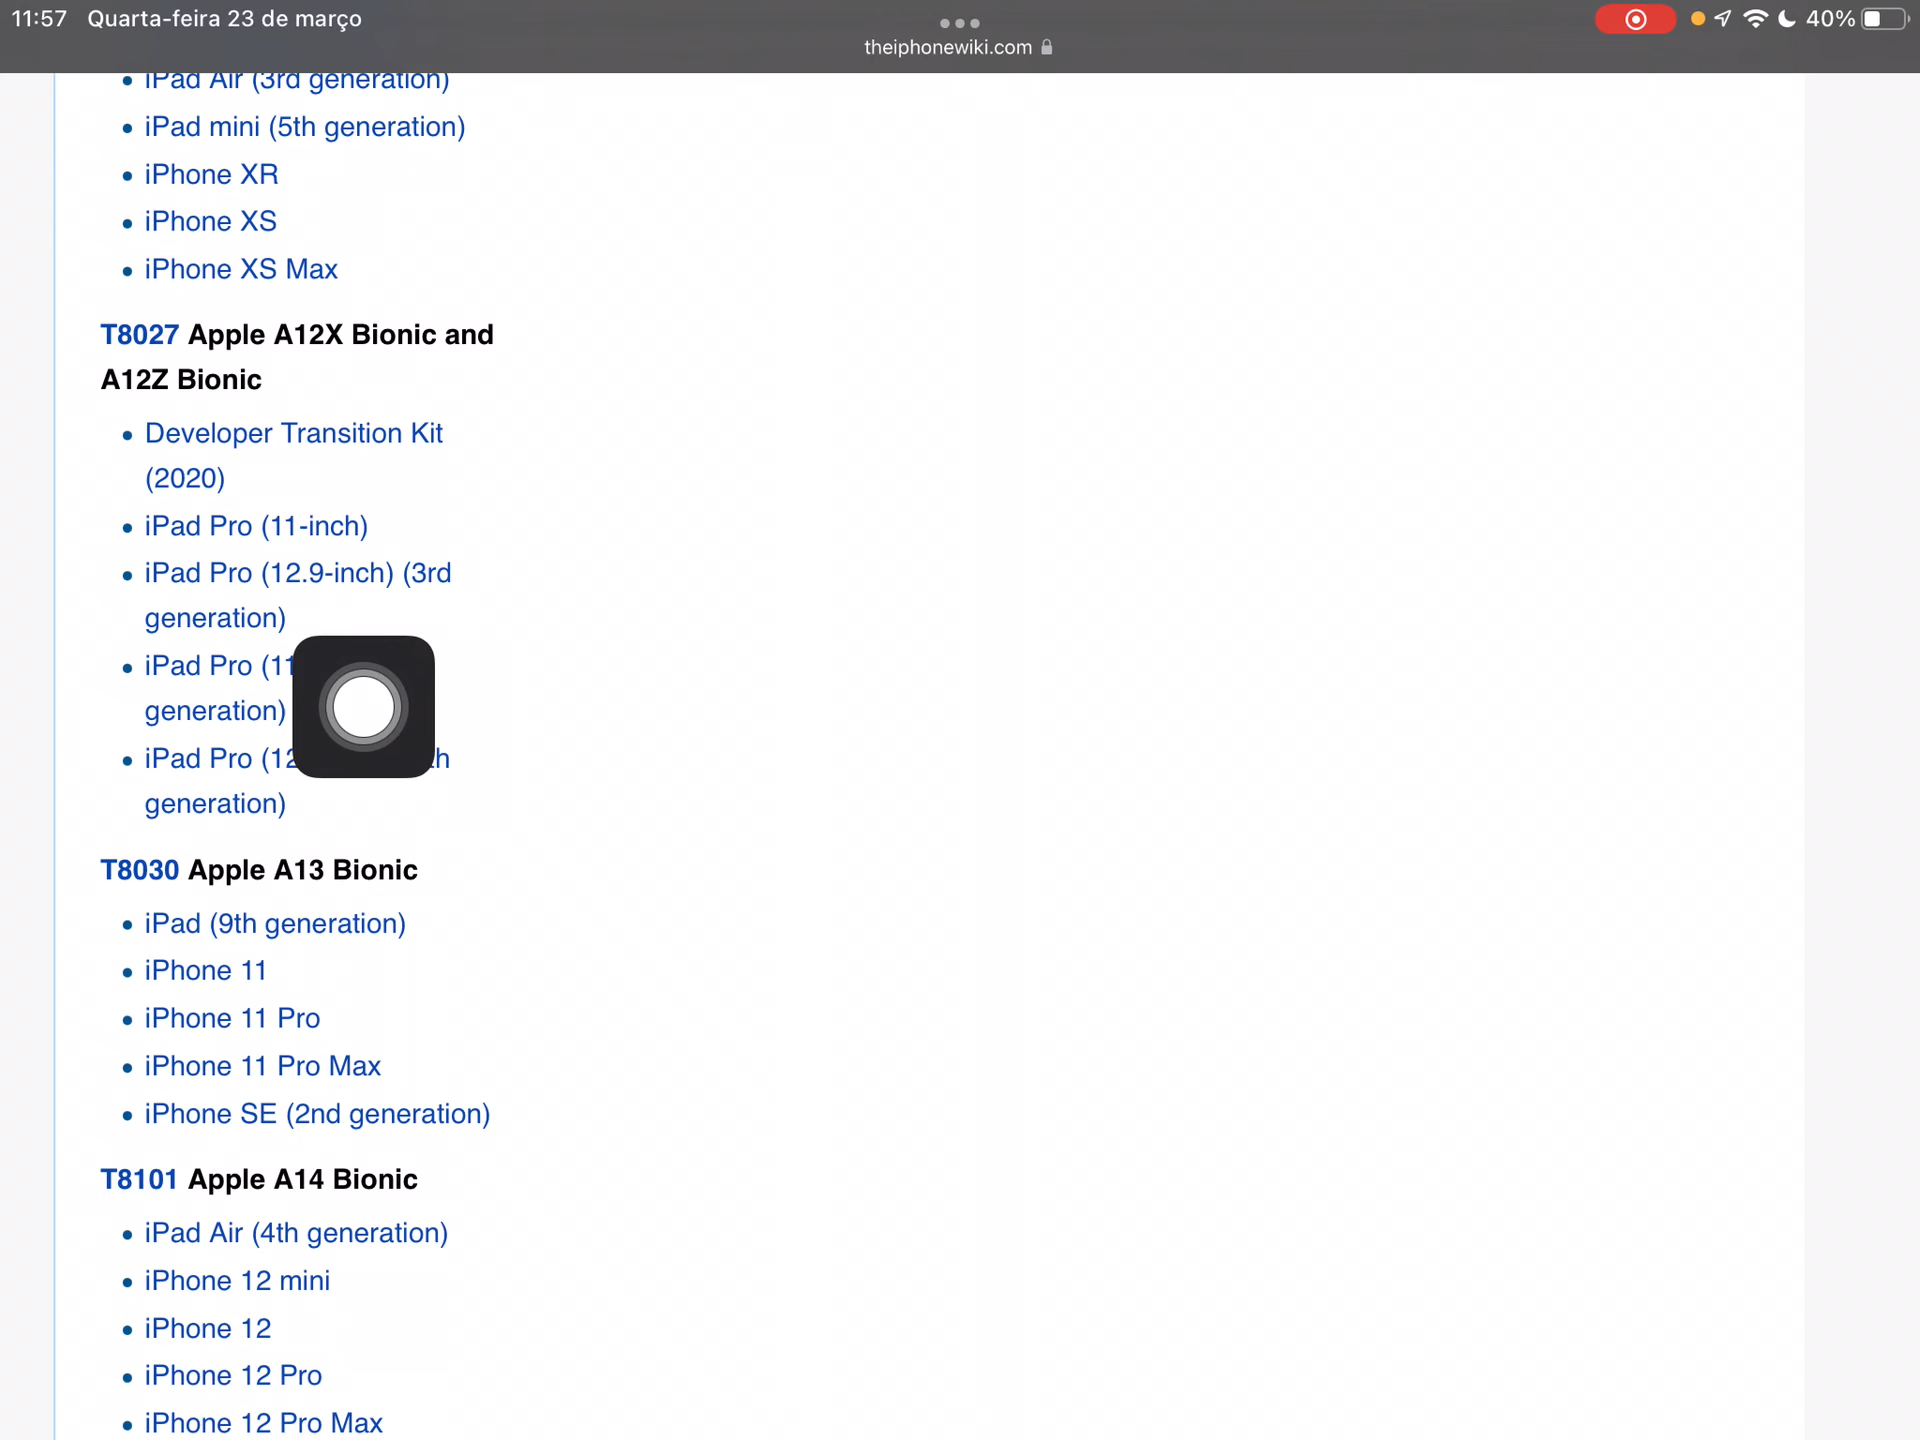 11:57 Quarta-feira 23 de março
40%
theiphonewiki.com
iPad Air (3rd generation)
iPad mini (5th generation)
iPhone XR
iPhone XS
iPhone XS Max
T8027 Apple A12X Bionic and
A12Z Bionic
Developer Transition Kit
(2020)
iPad Pro (11-inch)
iPad Pro (12.9-inch) (3rd
generation)
iPad Pro (11
generation)
iPad Pro (12
generation)
T8030 Apple A13 Bionic
iPad (9th generation)
iPhone 11
iPhone 11 Pro
iPhone 11 Pro Max
iPhone SE (2nd generation)
T8101 Apple A14 Bionic
iPad Air (4th generation)
iPhone 12 mini
iPhone 12
iPhone 12 Pro
iPhone 12 Pro Max